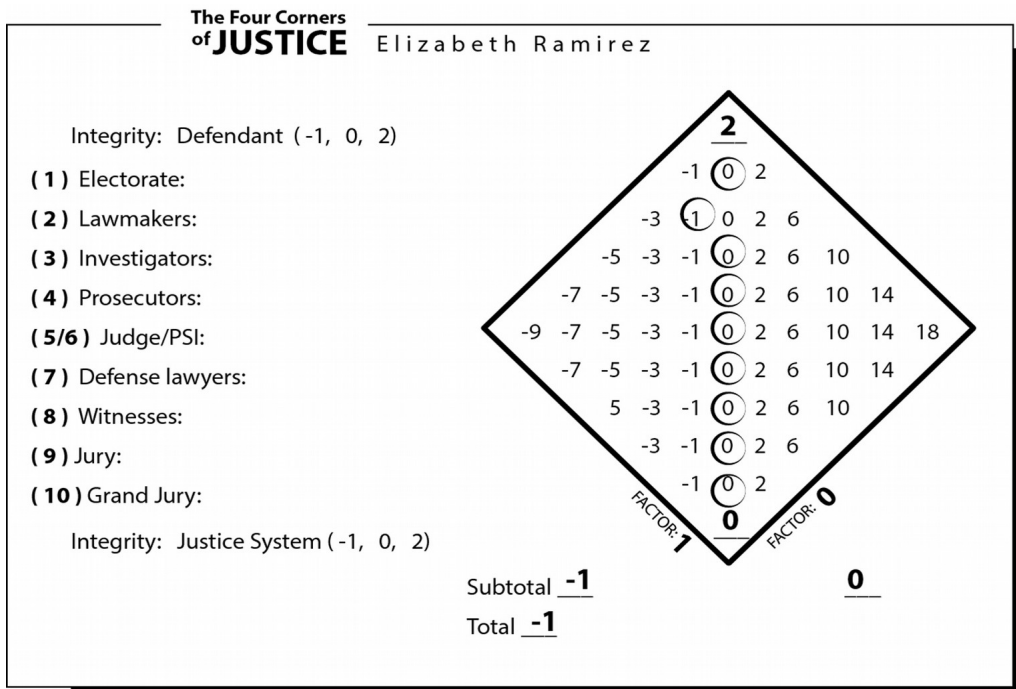 The Four Corners
of JUSTICE Elizabeth Ramirez
2
Integrity: Defendant (-1, 0, 2)
(1) Electorate: -1 0 2
(2) Lawmakers: -3 -1 0 2 6
(3) Investigators: -5 -3 -1 0 2 6 10
(4) Prosecutors: -7 -5 -3 -1 0 2 6 10 14
(5/6) Judge/PSI: -9 -7 -5 -3 -1 0 2 6 10 14 18
(7) Defense lawyers: -7 -5 -3 -1 0 2 6 10 14
(8) Witnesses: 5 -3 -1 0 2 6 10
(9) Jury: -3 -1 0 2 6
(10) Grand Jury: -1 0 2
FACTOR: 1
0
FACTOR: 0
Integrity: Justice System (-1, 0, 2)
Subtotal -1 0
Total -1